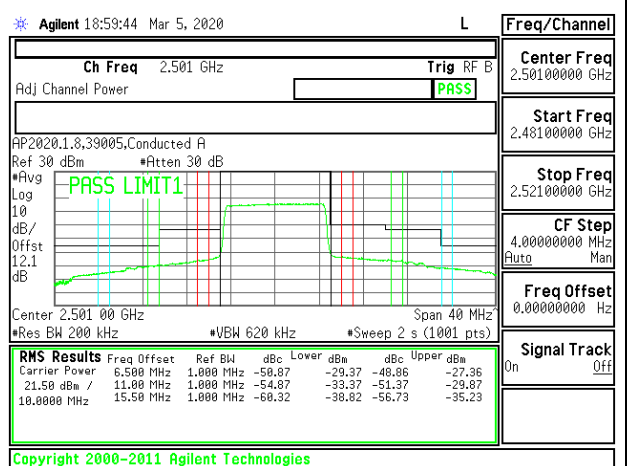 Agilent 18:59:44 Mar 5, 2020 L
Freq/Channel
Ch Freq 2.501 GHz Trig RF B
Adj Channel Power PASS
Center Freq
2.50100000 GHz
Start Freq
2.48100000 GHz
AP2020.1.8,39005,Conducted A
Ref 30 dBm #Atten 30 dB
#Avg
Log
10
dB/
Offst
12.1
dB
PASS LIMIT1
Stop Freq
2.52100000 GHz
CF Step
4.00000000 MHz
Auto Man
Freq Offset
0.00000000 Hz
Center 2.501 00 GHz Span 40 MHz^
#Res BW 200 kHz #VBW 620 kHz #Sweep 2 s (1001 pts)
Signal Track
On Off
RMS Results Freq Offset Ref BW dBc Lower dBm dBc Upper dBm
Carrier Power 6.500 MHz 1.000 MHz -50.87 -29.37 -48.86 -27.36
21.50 dBm / 11.00 MHz 1.000 MHz -54.87 -33.37 -51.37 -29.87
10.0000 MHz 15.50 MHz 1.000 MHz -60.32 -38.82 -56.73 -35.23
Copyright 2000-2011 Agilent Technologies